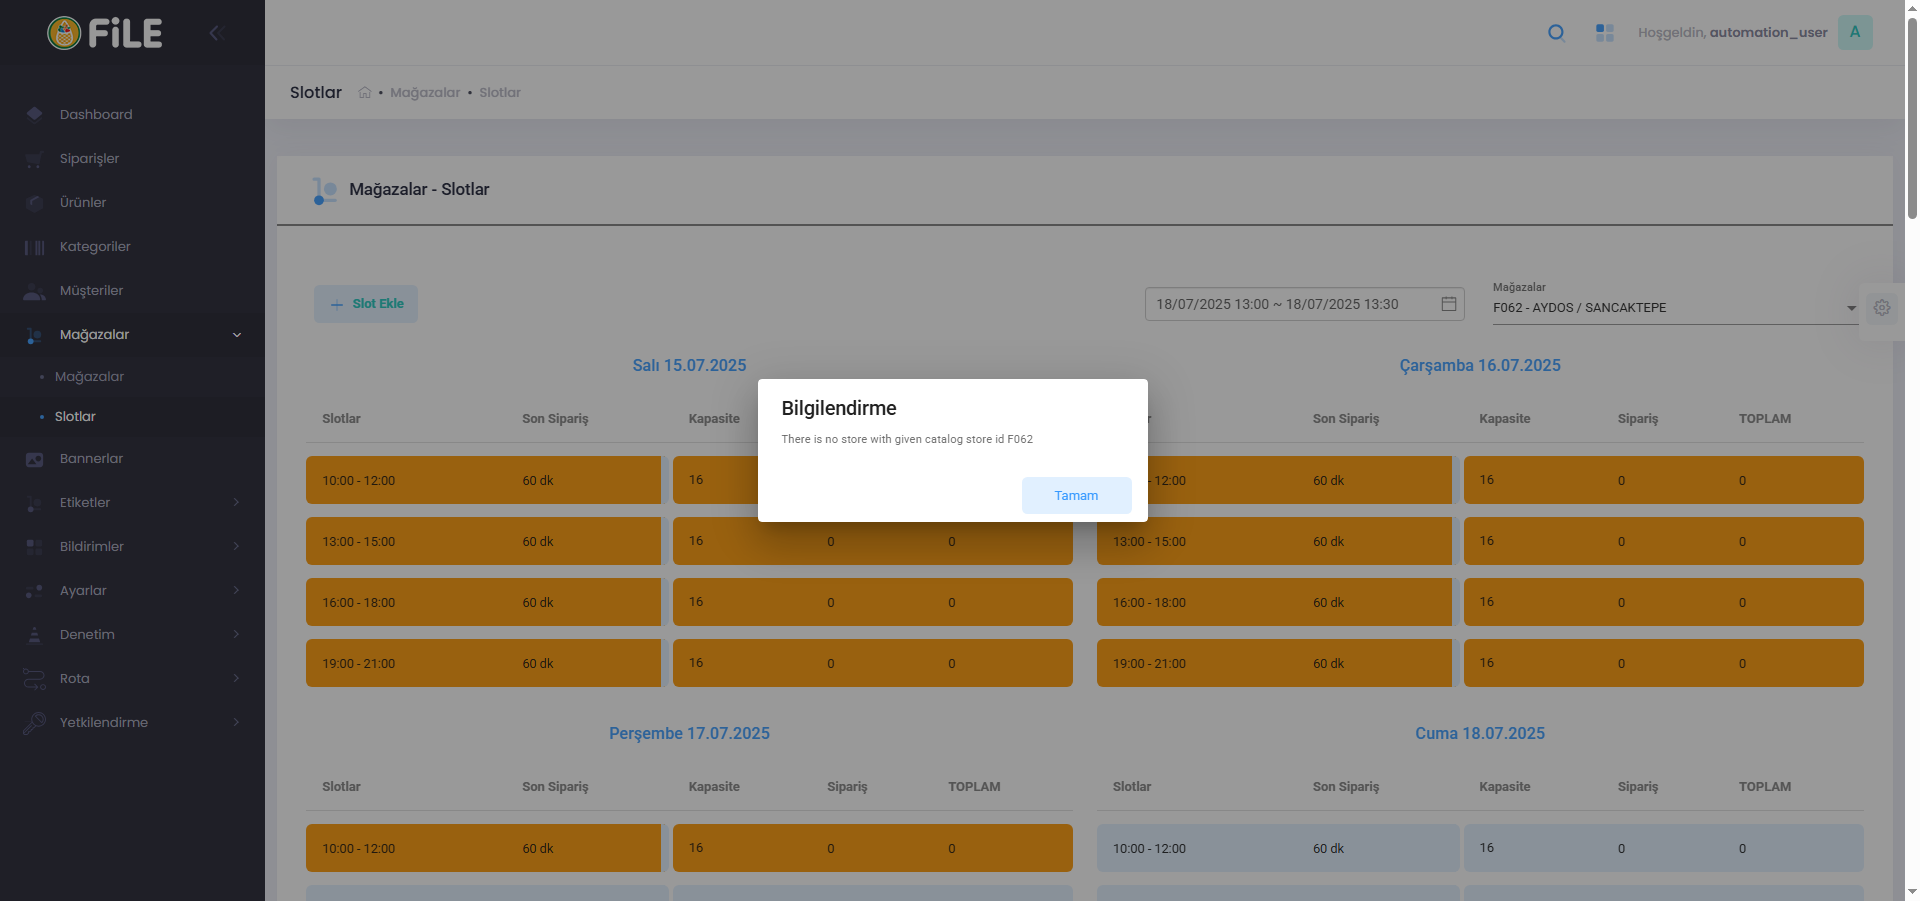 FiLE
Hoşgeldin, automation_user
A
Slotlar
• Mağazalar • Slotlar
Dashboard
Siparişler
Ürünler
Kategoriler
Müşteriler
Mağazalar
Mağazalar
Slotlar
Bannerlar
Etiketler
Bildirimler
Ayarlar
Denetim
Rota
Yetkilendirme
Mağazalar - Slotlar
Slot Ekle
18/07/2025 13:00 ~ 18/07/2025 13:30
Mağazalar
F062 - AYDOS / SANCAKTEPE
Salı 15.07.2025
Slotlar Son Sipariş Kapasite
10:00 - 12:00 60 dk 16
13:00 - 15:00 60 dk 16 0 0
16:00 - 18:00 60 dk 16 0 0
19:00 - 21:00 60 dk 16 0 0
Çarşamba 16.07.2025
r Son Sipariş Kapasite Sipariş TOPLAM
- 12:00 60 dk 16 0 0
13:00 - 15:00 60 dk 16 0 0
16:00 - 18:00 60 dk 16 0 0
19:00 - 21:00 60 dk 16 0 0
Bilgilendirme
There is no store with given catalog store id F062
Tamam
Perşembe 17.07.2025
Slotlar Son Sipariş Kapasite Sipariş TOPLAM
10:00 - 12:00 60 dk 16 0 0
Cuma 18.07.2025
Slotlar Son Sipariş Kapasite Sipariş TOPLAM
10:00 - 12:00 60 dk 16 0 0